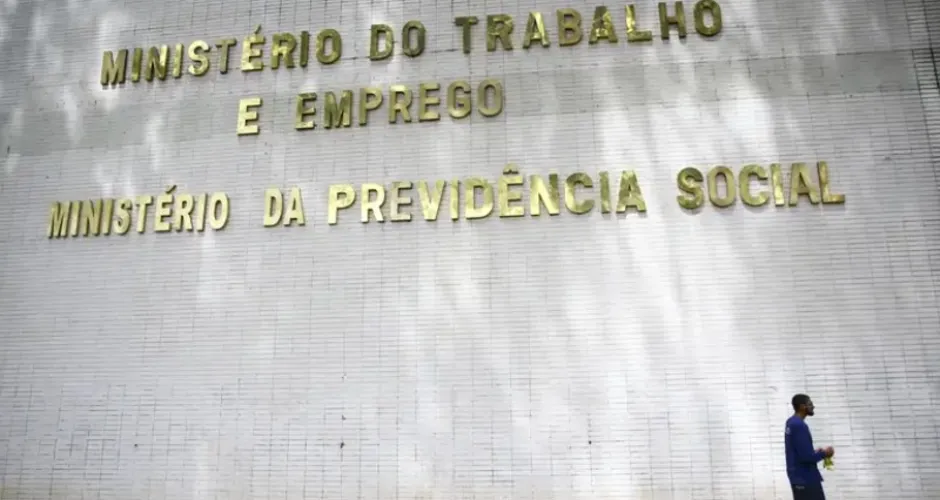 MINISTÉRIO DO TRABALHO
E EMPREGO
MINISTÉRIO DA PREVIDÊNCIA SOCIAL